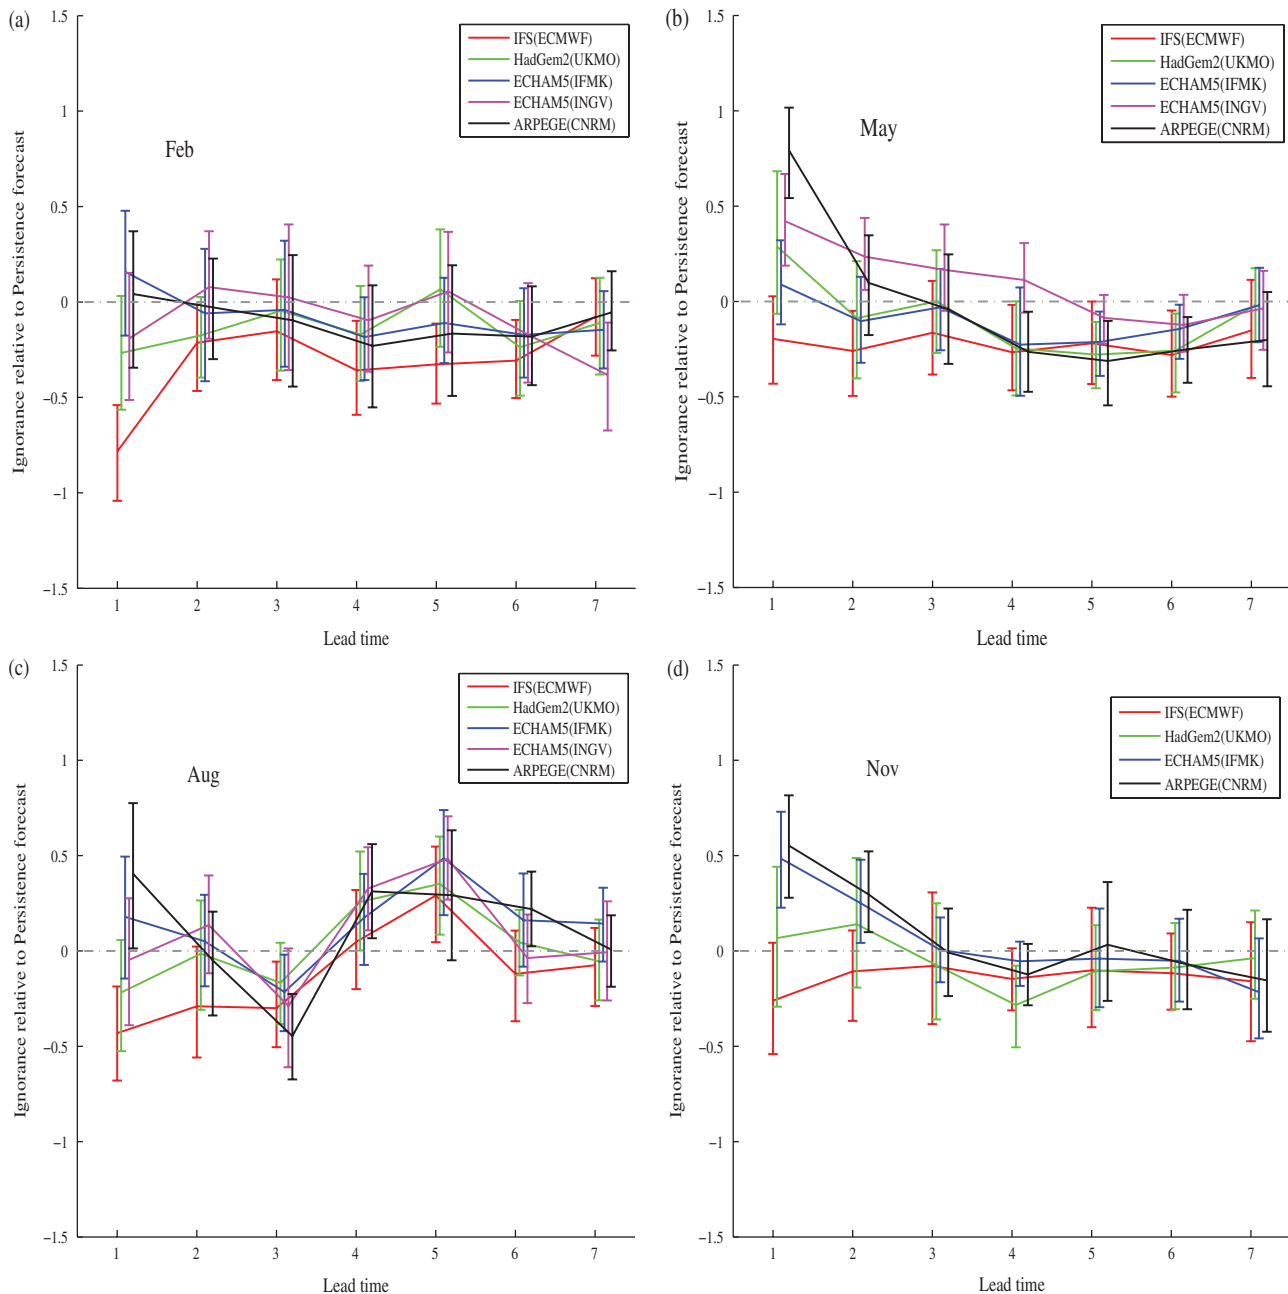 (a)
Ignorance relative to Persistence forecast
1.5
1
0.5
0
−0.5
−1
−1.5
Feb
IFS(ECMWF)
HadGem2(UKMO)
ECHAM5(IFMK)
ECHAM5(INGV)
ARPEGE(CNRM)
1 2 3 4 5 6 7
Lead time
(b)
Ignorance relative to Persistence forecast
1.5
1
0.5
0
−0.5
−1
−1.5
May
IFS(ECMWF)
HadGem2(UKMO)
ECHAM5(IFMK)
ECHAM5(INGV)
ARPEGE(CNRM)
1 2 3 4 5 6 7
Lead time
(c)
Ignorance relative to Persistence forecast
1.5
1
0.5
0
−0.5
−1
−1.5
Aug
IFS(ECMWF)
HadGem2(UKMO)
ECHAM5(IFMK)
ECHAM5(INGV)
ARPEGE(CNRM)
1 2 3 4 5 6 7
Lead time
(d)
Ignorance relative to Persistence forecast
1.5
1
0.5
0
−0.5
−1
−1.5
Nov
IFS(ECMWF)
HadGem2(UKMO)
ECHAM5(IFMK)
ARPEGE(CNRM)
1 2 3 4 5 6 7
Lead time